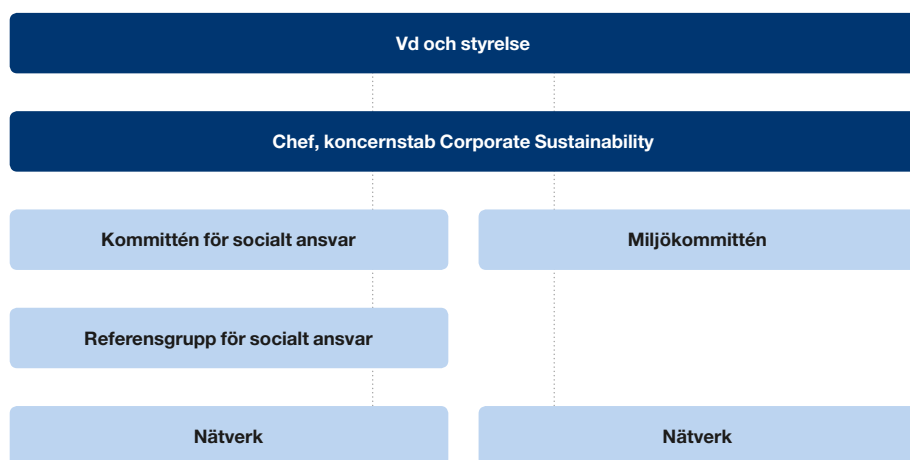 Vd och styrelse
Chef, koncernstab Corporate Sustainability
Kommittén för socialt ansvar
Miljökommittén
Referensgrupp för socialt ansvar
Nätverk
Nätverk